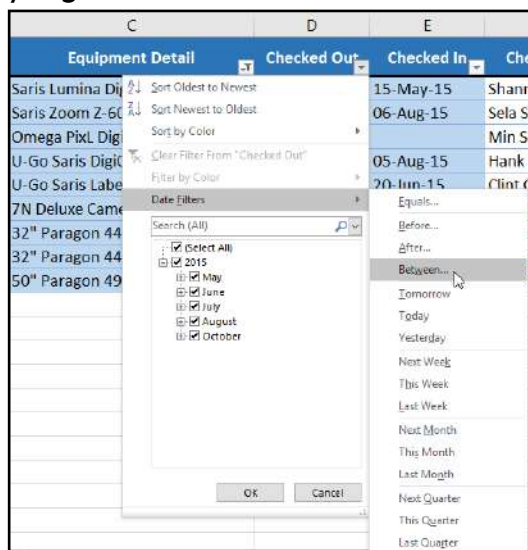 C D E
Equipment Detail Checked Out Checked In Che
Saris Lumina Di 15-May-15 Shann
Saris Zoom Z-60 06-Aug-15 Sela S
Omega PixL Digi Min S
U-Go Saris DigiC 05-Aug-15 Hank
U-Go Saris Labe 20-Jun-15 Clint
7N Deluxe Came
32" Paragon 44
32" Paragon 44
50" Paragon 49
Sort Oldest to Newest
Sort Newest to Oldest
Sort by Color
Clear Filter From "Checked Out"
Filter by Color
Date Filters
Search (All)
(Select All)
2015
May
June
July
August
October
OK Cancel
Equals...
Before...
After...
Between...
Tomorrow
Today
Yesterday
Next Week
This Week
Last Week
Next Month
This Month
Last Month
Next Quarter
This Quarter
Last Quarter